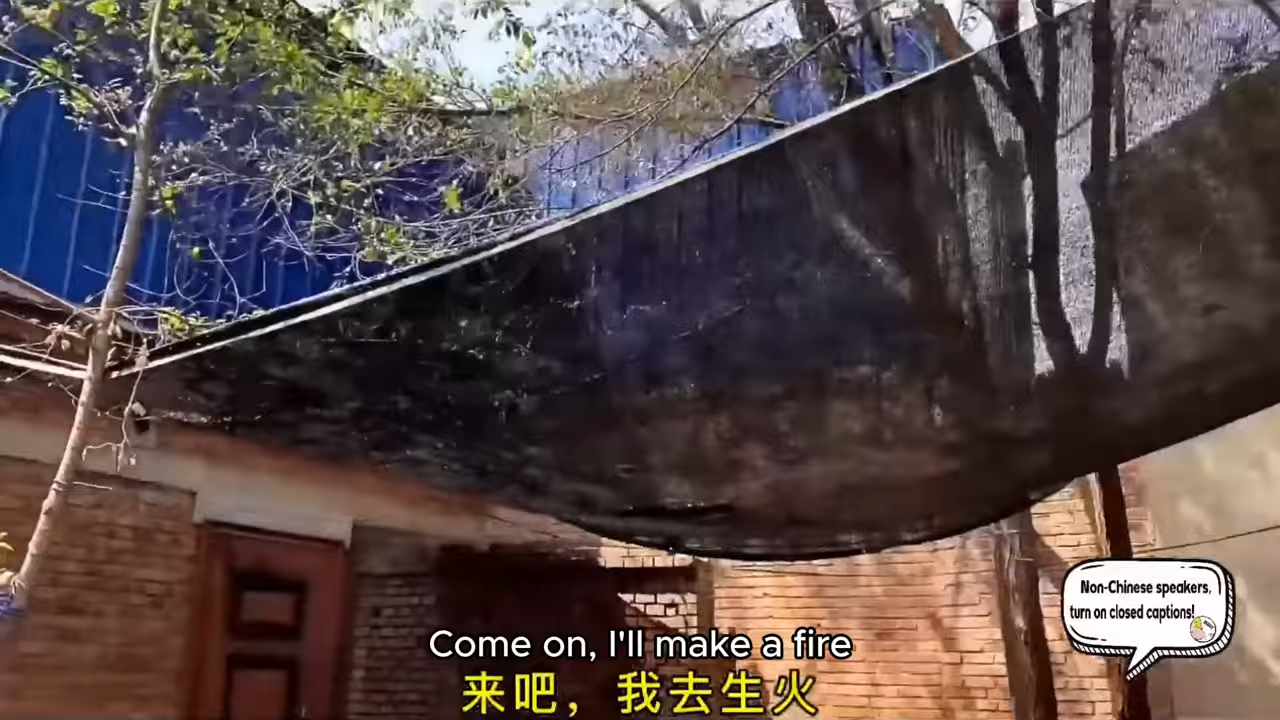 Non-Chinese speakers,
turn on closed captions!
Come on, I'll make a fire
来吧，我去生火